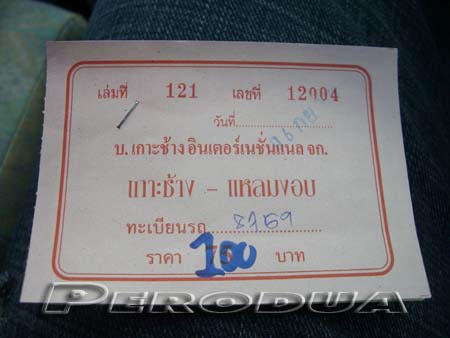 เล่มที่ 121 เลขที่ 12004
วันที่
บ. เกาะช้าง อินเตอร์เนชั่นแนล จก.
เกาะช้าง - แหลมงอบ
ทะเบียนรถ 8759
ราคา 100 บาท
PERODUA